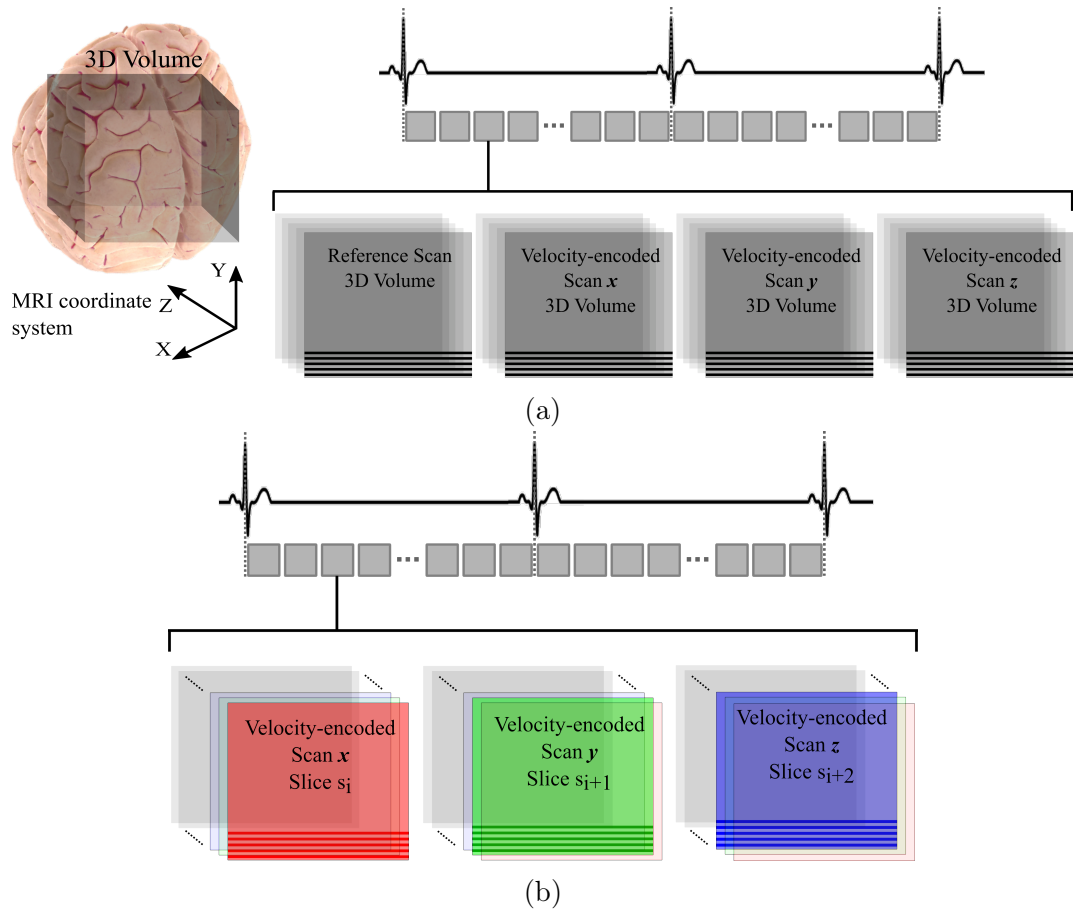 3D Volume
Y
Z
X
MRI coordinate
system
Reference Scan
3D Volume
Velocity-encoded
Scan x
3D Volume
Velocity-encoded
Scan y
3D Volume
Velocity-encoded
Scan z
3D Volume
(a)
Velocity-encoded
Scan x
Slice si
Velocity-encoded
Scan y
Slice si+1
Velocity-encoded
Scan z
Slice si+2
(b)